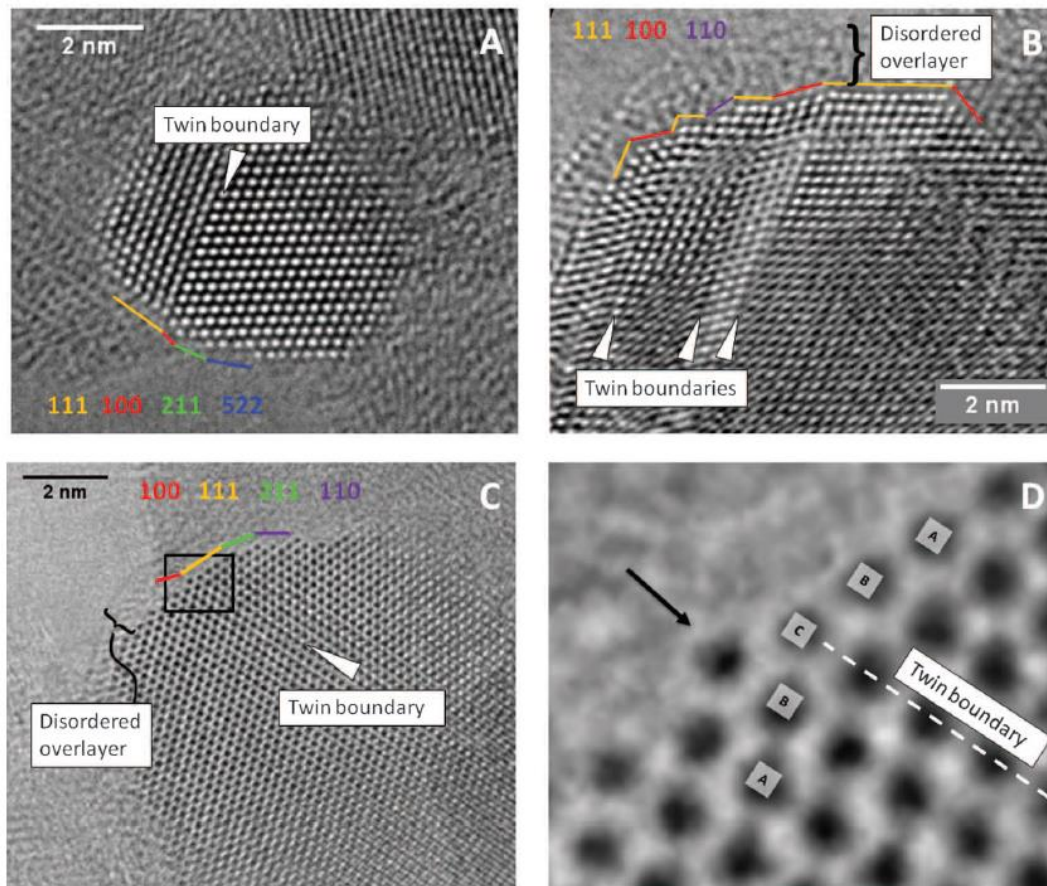 2 nm
A
Twin boundary
111 100 211 522
111 100 110
Disordered
overlayer
B
Twin boundaries
2 nm
2 nm
100 111 211 110
C
Disordered
overlayer
Twin boundary
D
A
B
C
B
A
Twin
boundary